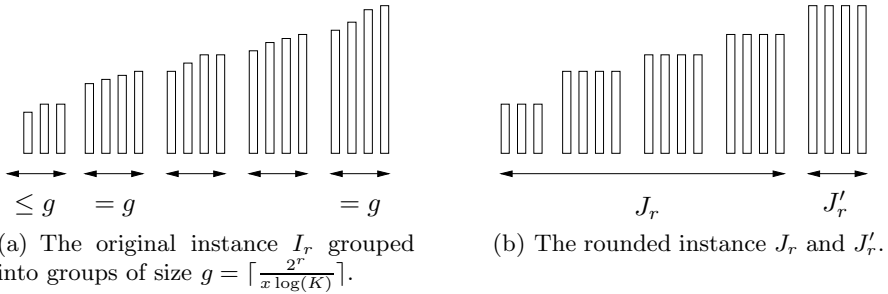 ≤ g = g = g
J_r J′_r
(a) The original instance I_r grouped
into groups of size g = ⌈2^r / (x log(K))⌉.
(b) The rounded instance J_r and J′_r.